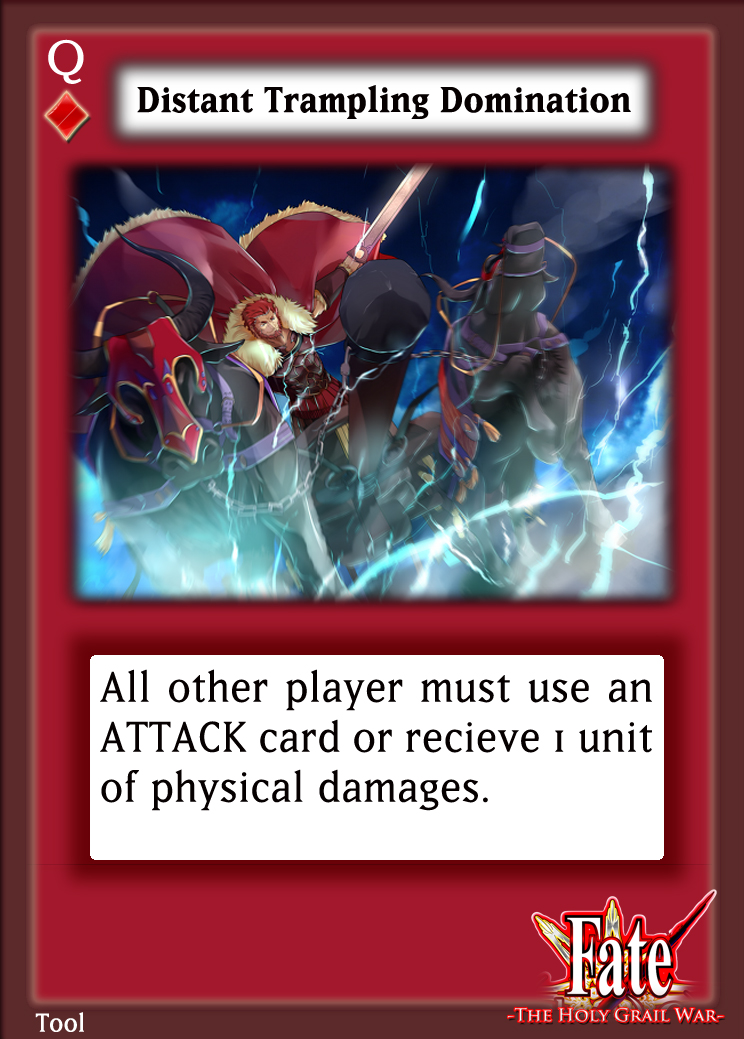 Q
Distant Trampling Domination
All other player must use an
ATTACK card or recieve 1 unit
of physical damages.
Fate
-THE HOLY GRAIL WAR-
Tool